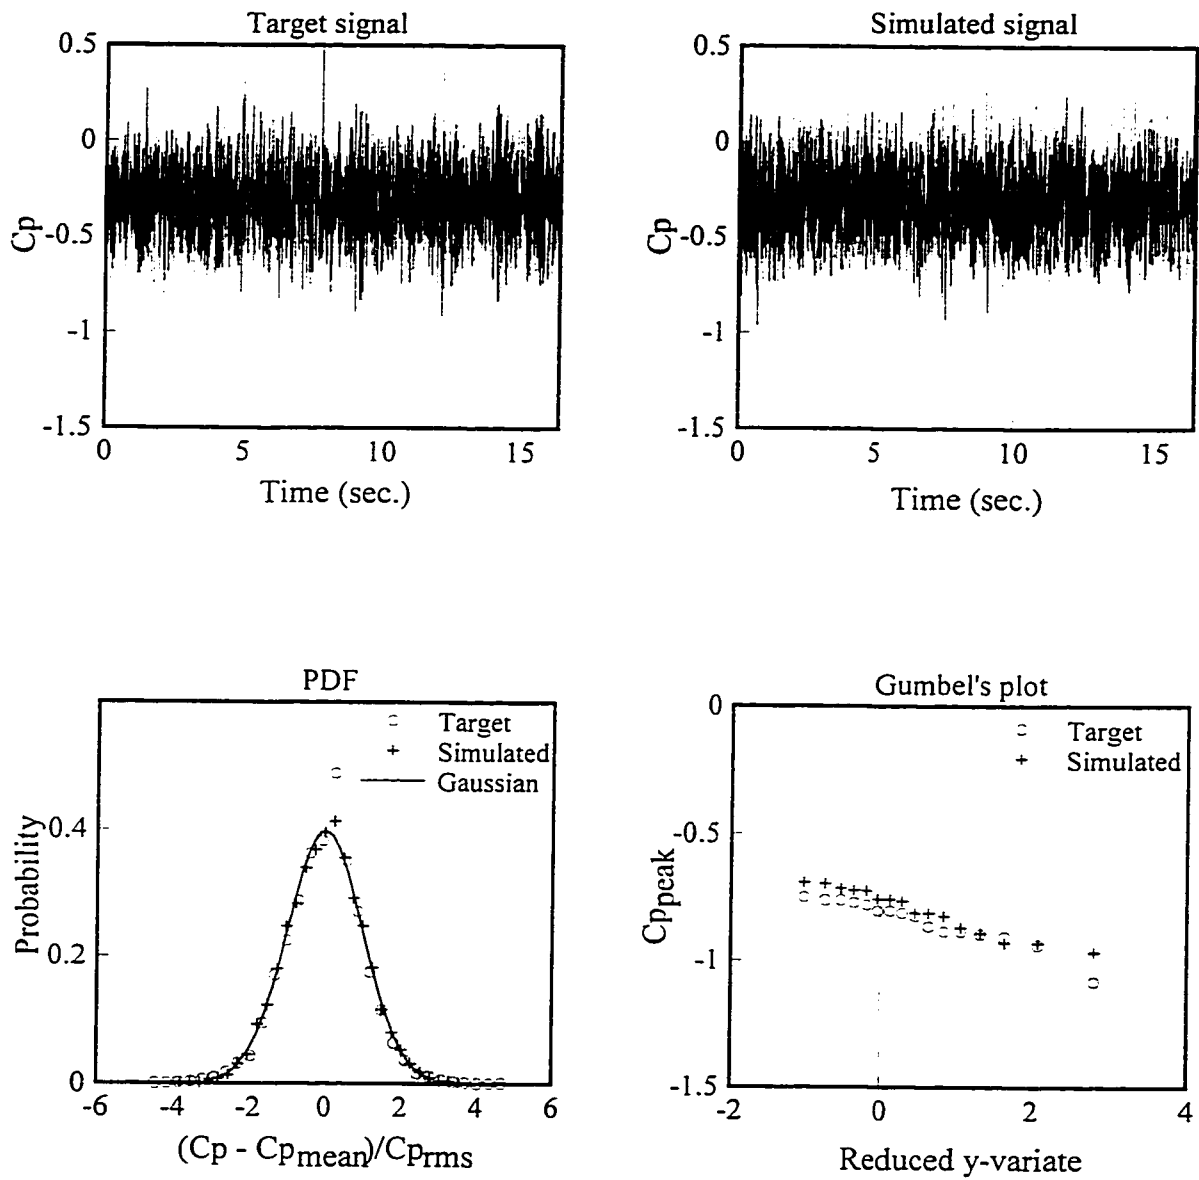 Target signal
0.5
0
-0.5
-1
-1.5
Cp
0 5 10 15
Time (sec.)
Simulated signal
0.5
0
-0.5
-1
-1.5
Cp
0 5 10 15
Time (sec.)
PDF
Target
Simulated
Gaussian
0.4
0.2
0
Probability
-6 -4 -2 0 2 4 6
(Cp - Cpmean)/Cprms
Gumbel's plot
Target
Simulated
0
-0.5
-1
-1.5
Cppeak
-2 0 2 4
Reduced y-variate